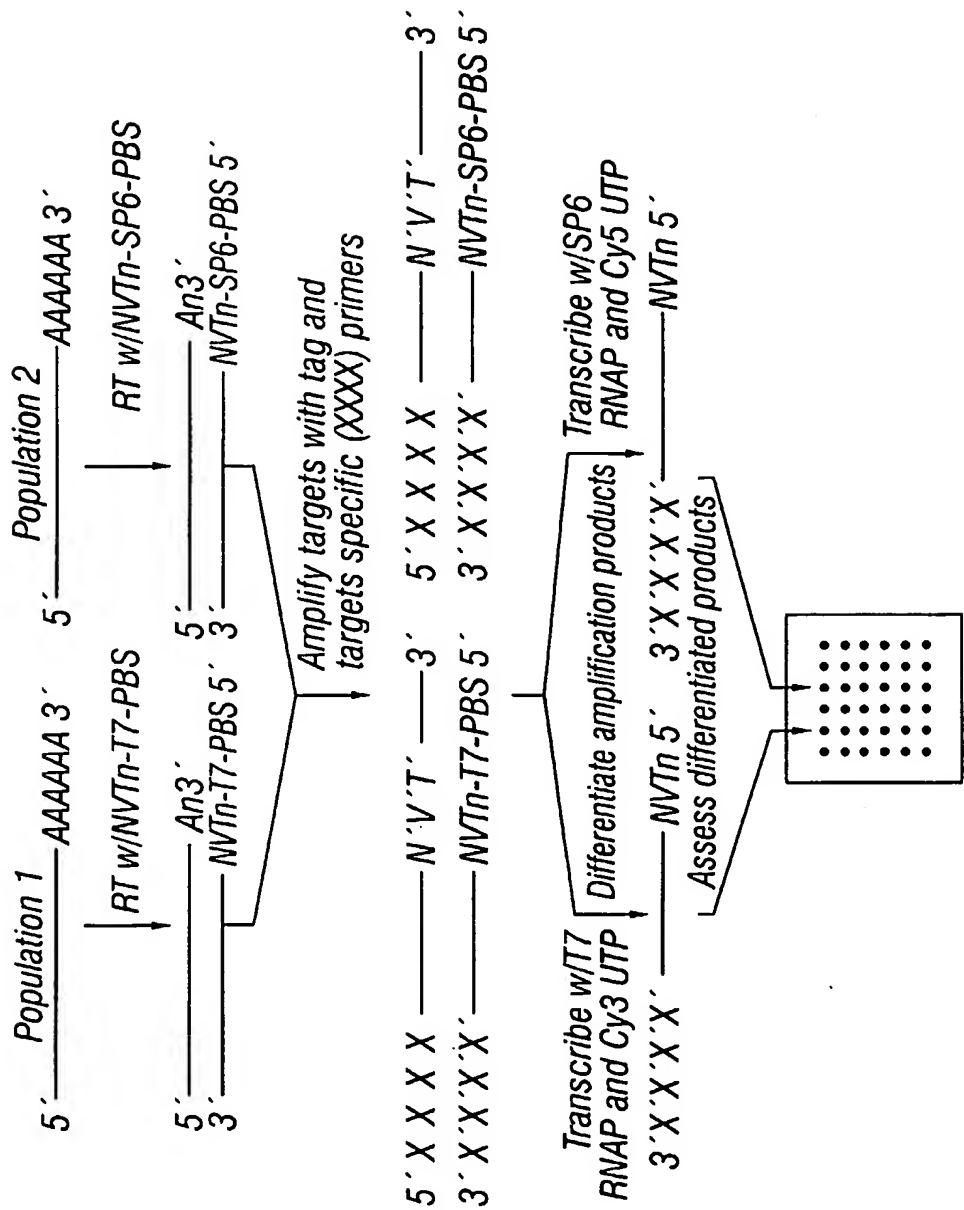 Population 1
5´ AAAAAA 3´
RT w/NVTn-T7-PBS
5´ An3´
3´ NVTn-T7-PBS 5´
Population 2
5´ AAAAAA 3´
RT w/NVTn-SP6-PBS
5´ An3´
3´ NVTn-SP6-PBS 5´
Amplify targets with tag and
targets specific (XXXX) primers
5´ X X X X N´V´T´ 3´
3´ X´X´X´X´ NVTn-T7-PBS 5´
5´ X X X X N´V´T´ 3´
3´ X´X´X´X´ NVTn-SP6-PBS 5´
Transcribe w/T7
RNAP and Cy3 UTP
Differentiate amplification products
Transcribe w/SP6
RNAP and Cy5 UTP
3´X´X´X´X´ NVTn 5´
3´X´X´X´X´ NVTn 5´
Assess differentiated products